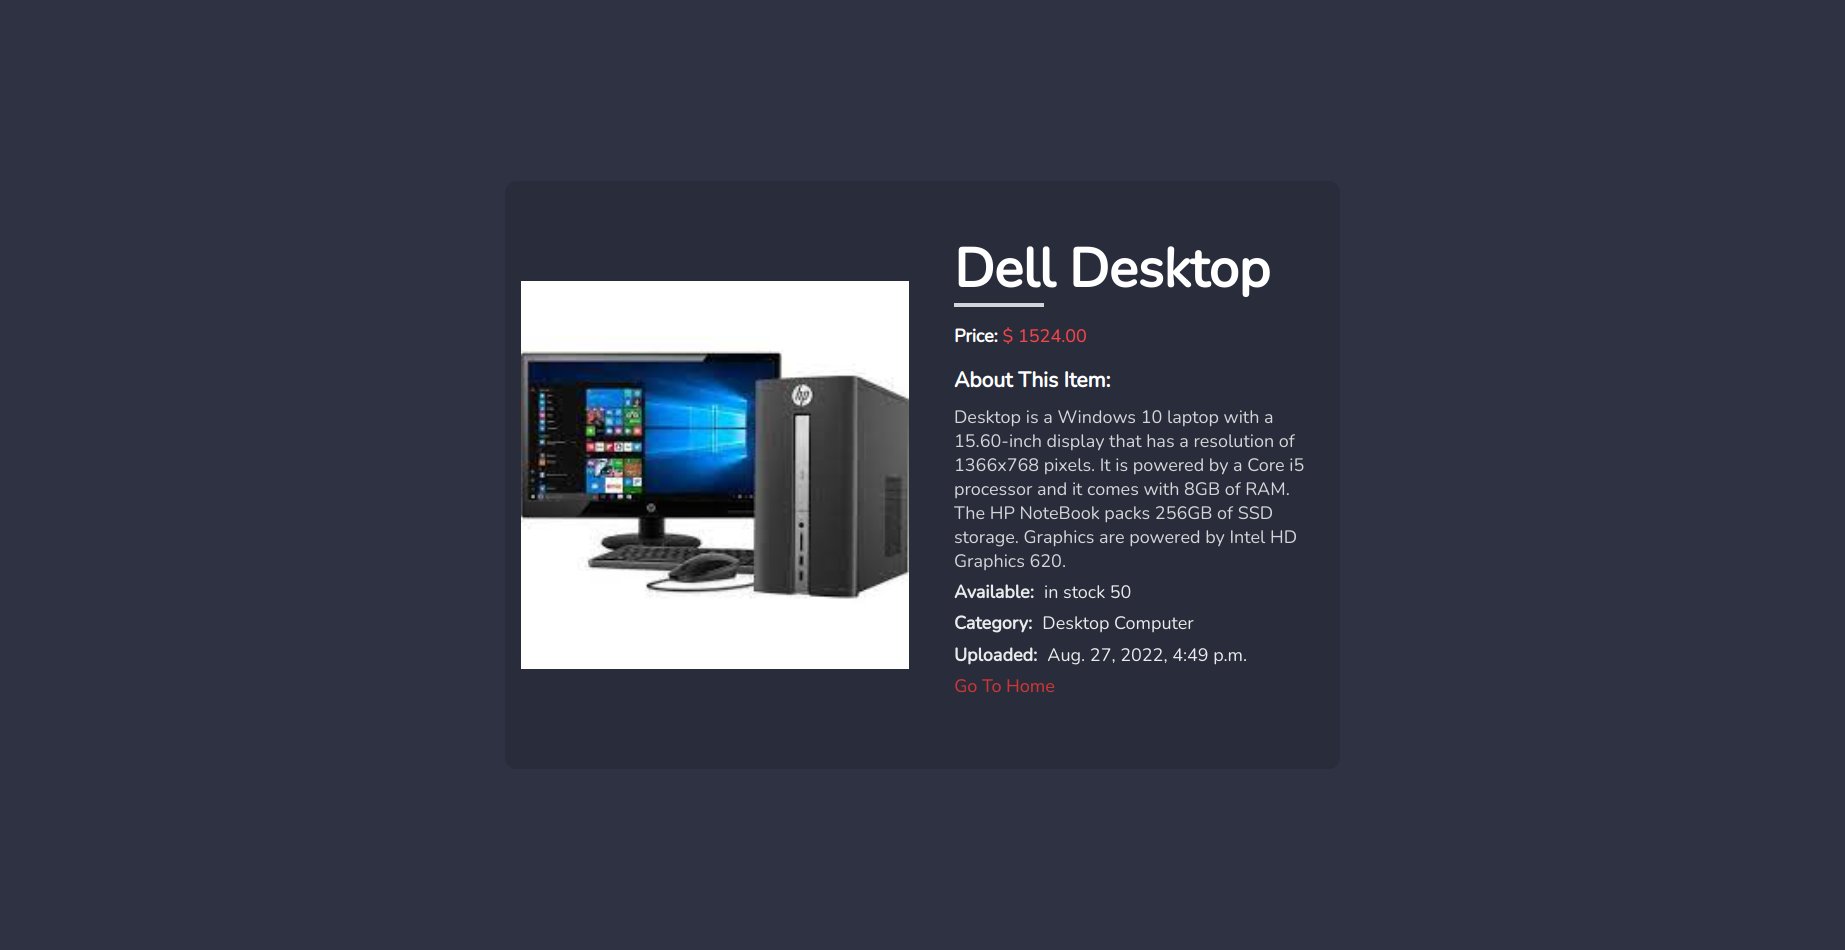 Dell Desktop
Price: $ 1524.00
About This Item:
Desktop is a Windows 10 laptop with a
15.60-inch display that has a resolution of
1366x768 pixels. It is powered by a Core i5
processor and it comes with 8GB of RAM.
The HP NoteBook packs 256GB of SSD
storage. Graphics are powered by Intel HD
Graphics 620.
Available: in stock 50
Category: Desktop Computer
Uploaded: Aug. 27, 2022, 4:49 p.m.
Go To Home
hp